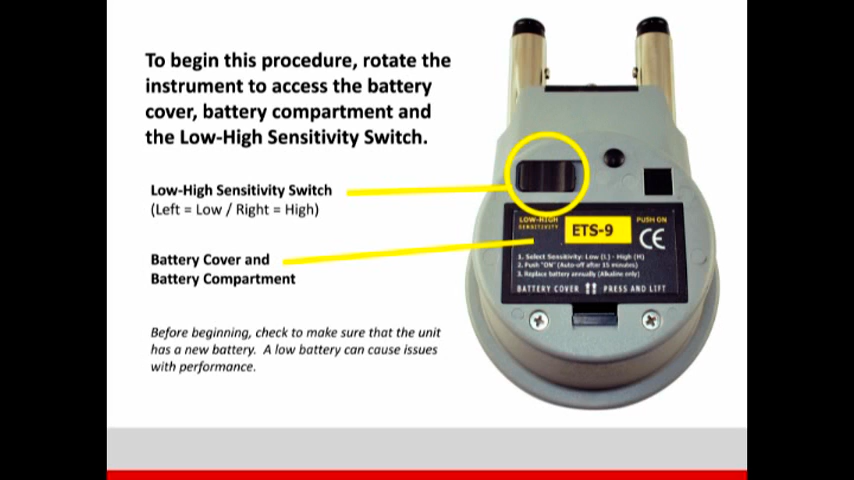 To begin this procedure, rotate the
instrument to access the battery
cover, battery compartment and
the Low-High Sensitivity Switch.
Low-High Sensitivity Switch
(Left = Low / Right = High)
Battery Cover and
Battery Compartment
Before beginning, check to make sure that the unit
has a new battery.  A low battery can cause issues
with performance.
LOW-HIGH
SENSITIVITY
ETS-9
PUSH ON
CE
1. Select Sensitivity: Low (L) - High (H)
2. Push "ON" (Auto-off after 15 minutes)
3. Replace battery annually (Alkaline only)
BATTERY COVER PRESS AND LIFT